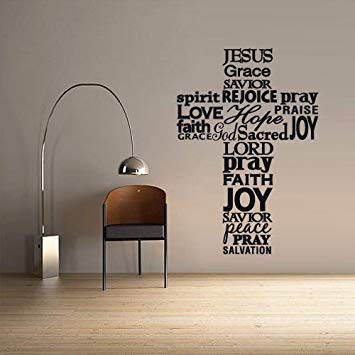 JESUS
Grace
SAVIOR
spirit REJOICE pray
LOVE Hope PRAISE
faith God Sacred JOY
GRACE
LORD
pray
FAITH
JOY
SAVIOR
peace
PRAY
SALVATION